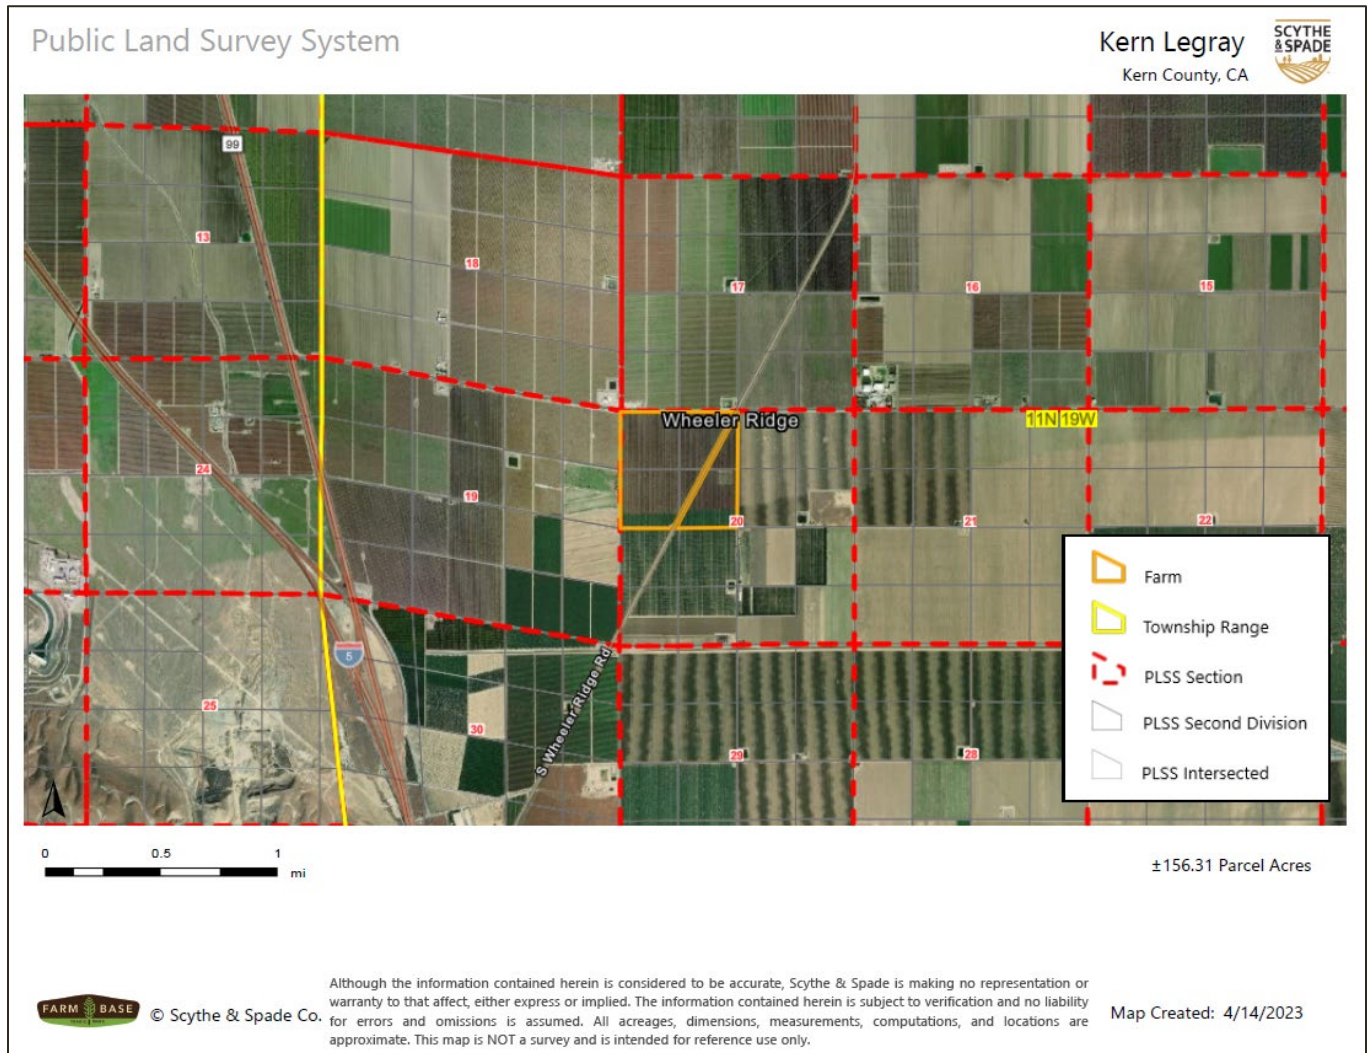 Public Land Survey System
Kern Legray
Kern County, CA
SCYTHE
&SPADE
99
13
18
17
16
15
Wheeler Ridge
11N 19W
24
19
20
21
22
Farm
Township Range
PLSS Section
PLSS Second Division
PLSS Intersected
5
25
30
S Wheeler Ridge Rd
29
28
0 0.5 1
mi
±156.31 Parcel Acres
FARM BASE
© Scythe & Spade Co.
Although the information contained herein is considered to be accurate, Scythe & Spade is making no representation or
warranty to that affect, either express or implied. The information contained herein is subject to verification and no liability
for errors and omissions is assumed. All acreages, dimensions, measurements, computations, and locations are
approximate. This map is NOT a survey and is intended for reference use only.
Map Created: 4/14/2023